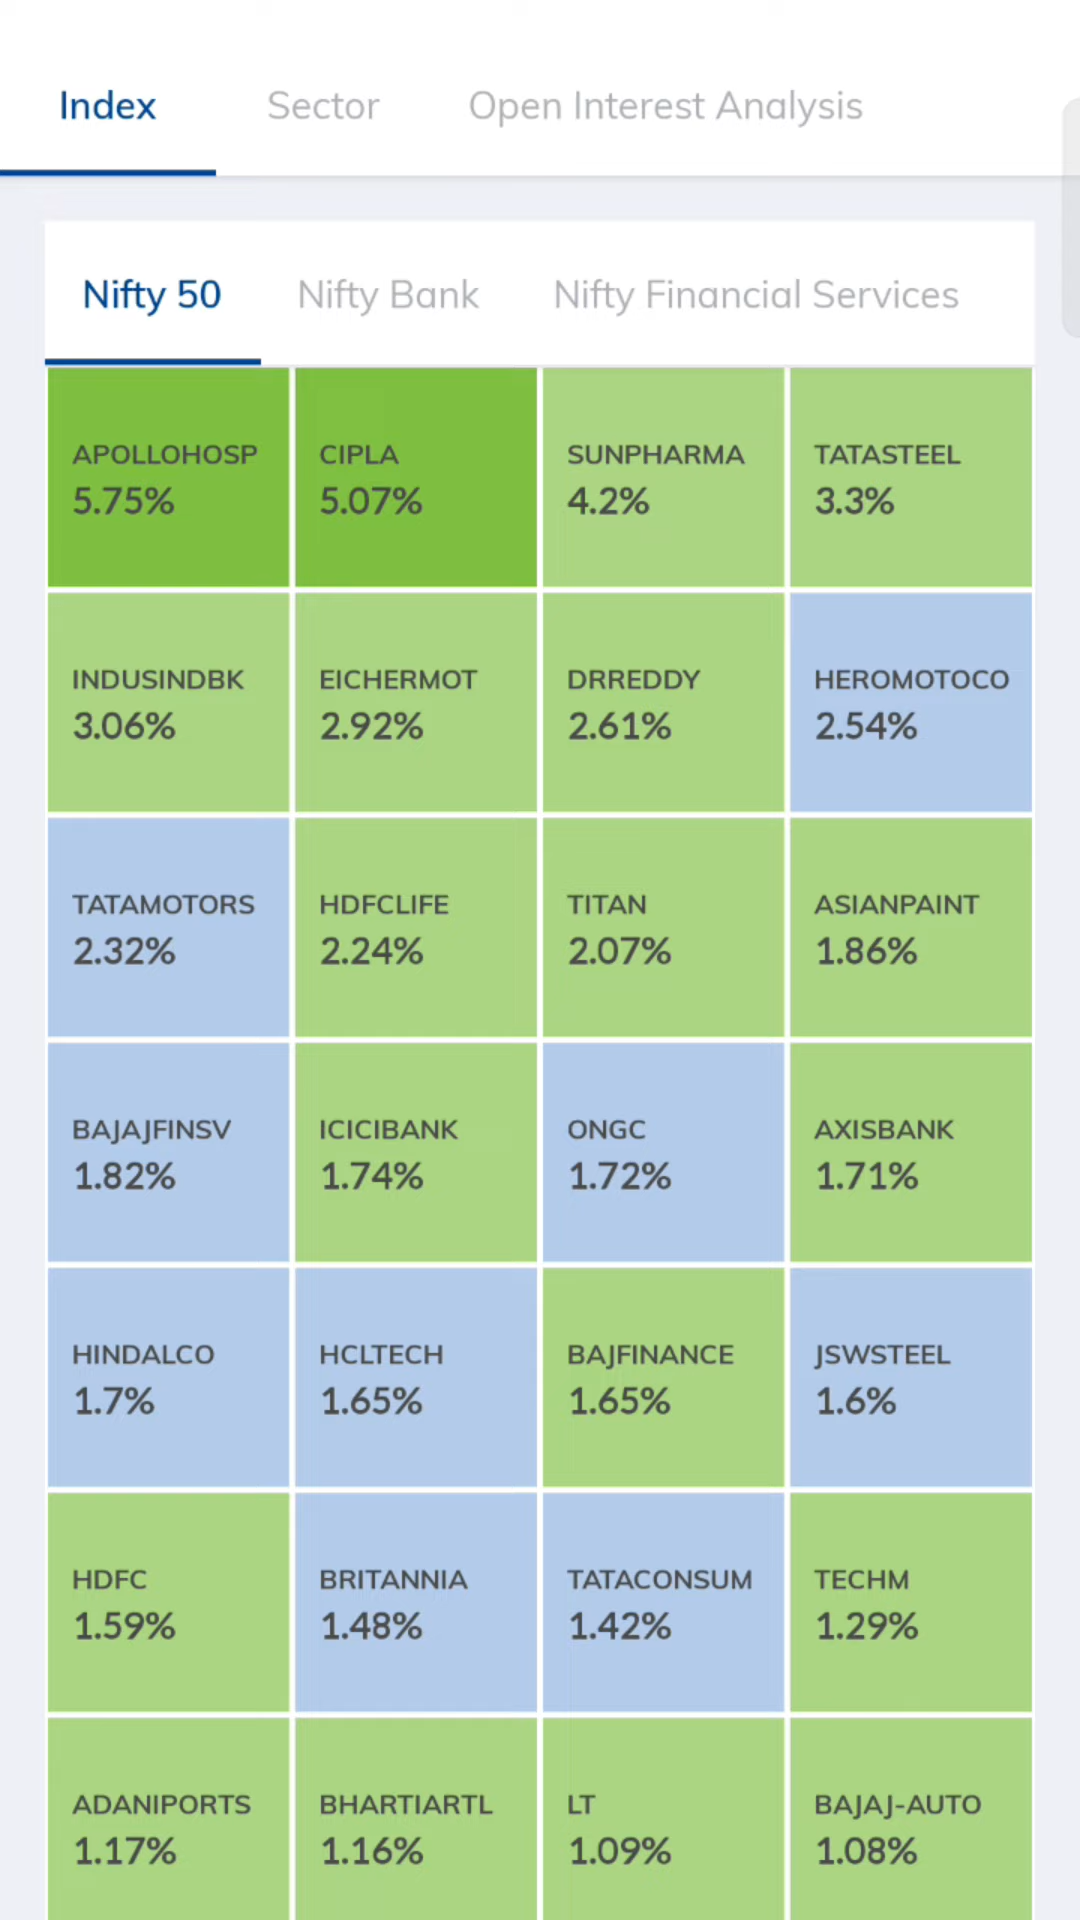 Index Sector Open Interest Analysis
Nifty 50 Nifty Bank Nifty Financial Services
APOLLOHOSP CIPLA SUNPHARMA TATASTEEL
5.75% 5.07% 4.2% 3.3%
INDUSINDBK EICHERMOT DRREDDY HEROMOTOCO
3.06% 2.92% 2.61% 2.54%
TATAMOTORS HDFCLIFE TITAN ASIANPAINT
2.32% 2.24% 2.07% 1.86%
BAJAJFINSV ICICIBANK ONGC AXISBANK
1.82% 1.74% 1.72% 1.71%
HINDALCO HCLTECH BAJFINANCE JSWSTEEL
1.7% 1.65% 1.65% 1.6%
HDFC BRITANNIA TATACONSUM TECHM
1.59% 1.48% 1.42% 1.29%
ADANIPORTS BHARTIARTL LT BAJAJ-AUTO
1.17% 1.16% 1.09% 1.08%